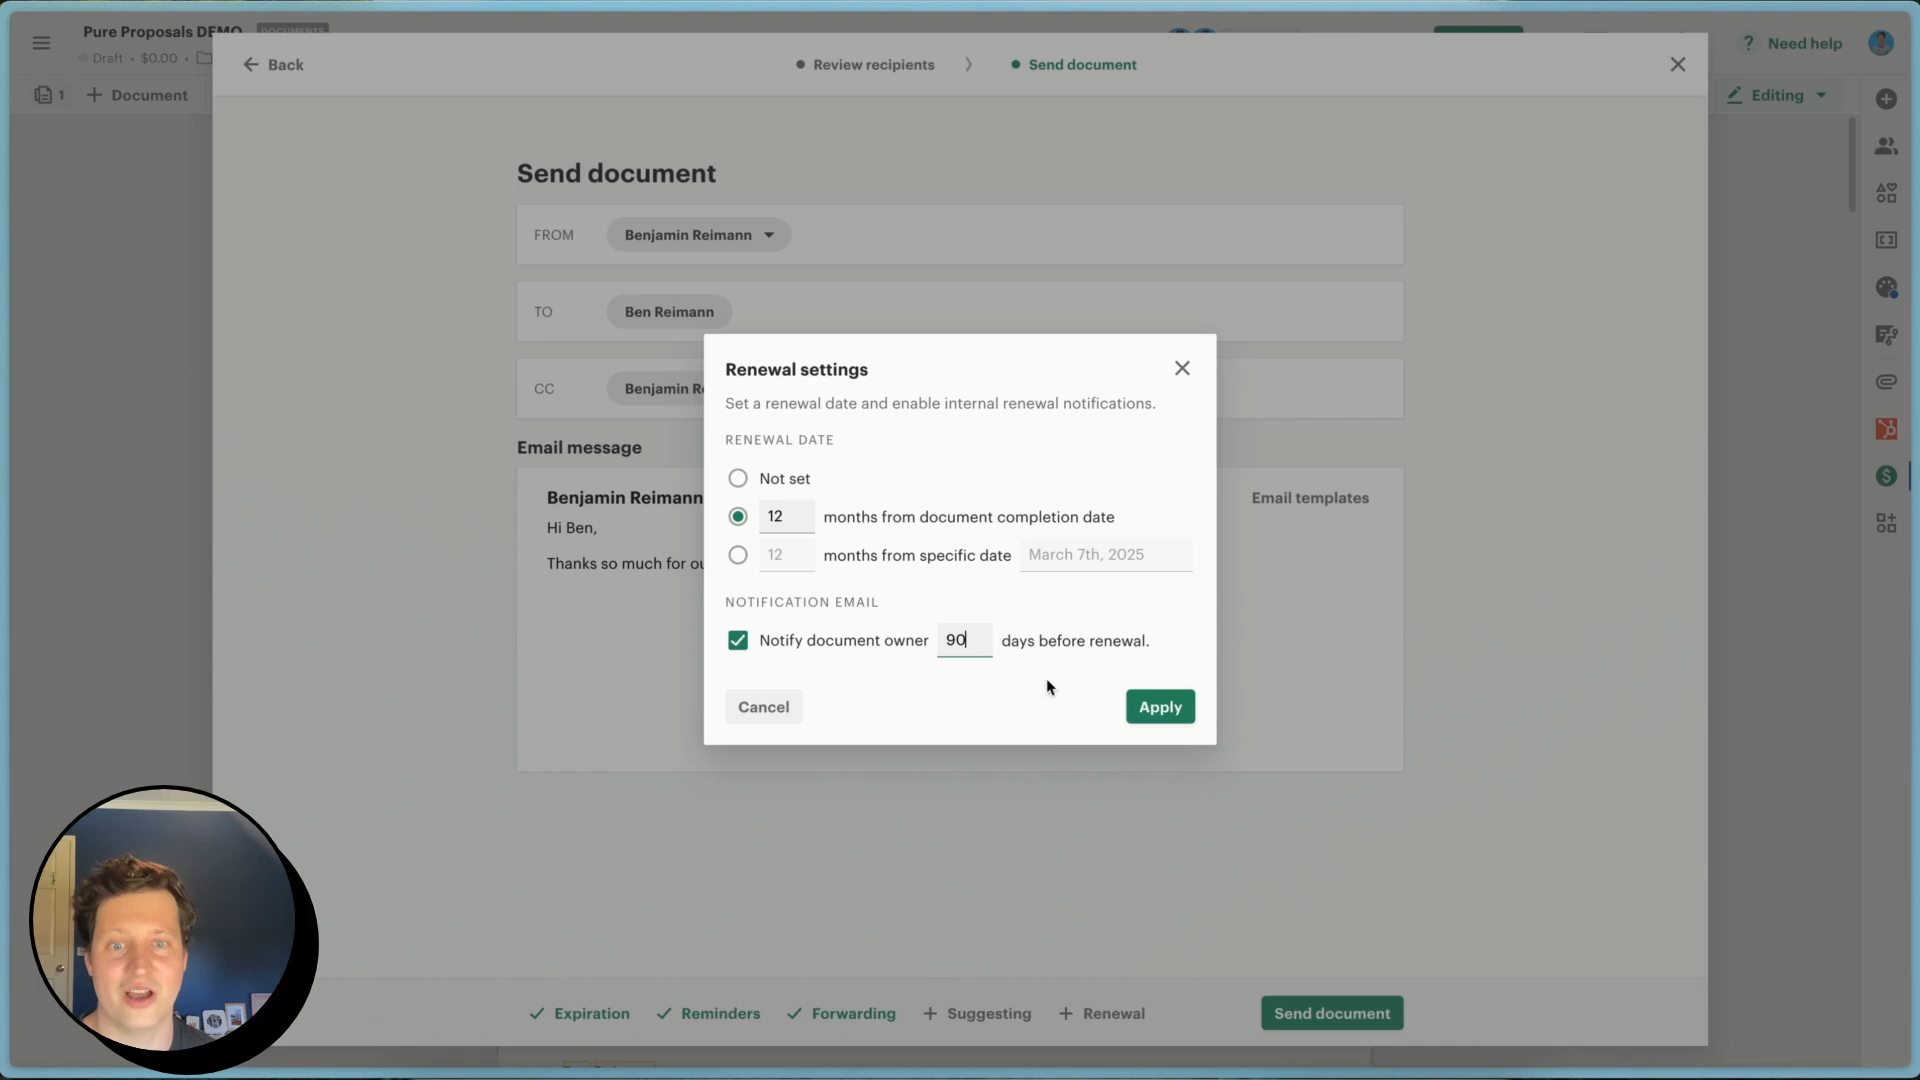 Pure Proposals DEMO
DOCUMENTS
Draft • $0.00 •
Back
Review recipients
Send document
? Need help
1
+ Document
Editing
Send document
FROM
Benjamin Reimann
TO
Ben Reimann
CC
Benjamin R
Email message
Benjamin Reimann
Email templates
Hi Ben,
Thanks so much for ou
Renewal settings
Set a renewal date and enable internal renewal notifications.
RENEWAL DATE
Not set
12 months from document completion date
12 months from specific date March 7th, 2025
NOTIFICATION EMAIL
Notify document owner 90 days before renewal.
Cancel
Apply
Expiration
Reminders
Forwarding
+ Suggesting
+ Renewal
Send document